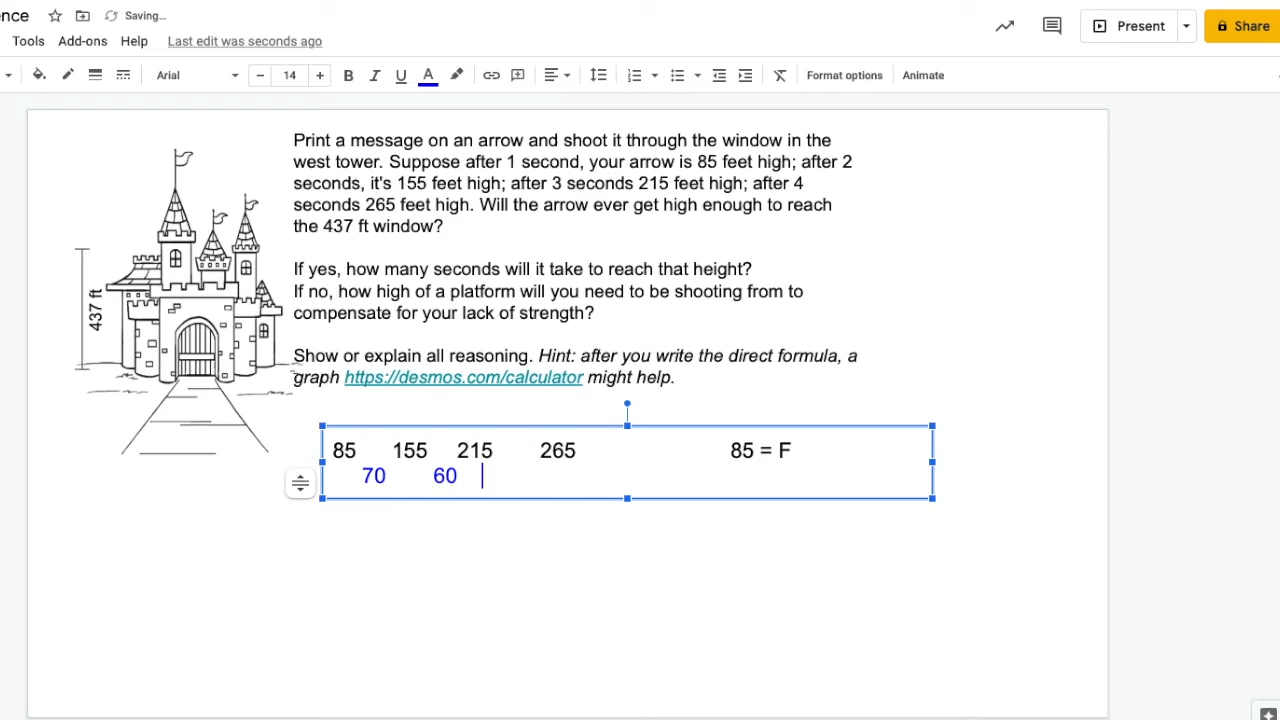 ence Saving…
Tools Add-ons Help Last edit was seconds ago
Present Share
Arial − 14 + B I U A Format options Animate
Print a message on an arrow and shoot it through the window in the
west tower. Suppose after 1 second, your arrow is 85 feet high; after 2
seconds, it's 155 feet high; after 3 seconds 215 feet high; after 4
seconds 265 feet high. Will the arrow ever get high enough to reach
the 437 ft window?
If yes, how many seconds will it take to reach that height?
If no, how high of a platform will you need to be shooting from to
compensate for your lack of strength?
437 ft
Show or explain all reasoning. Hint: after you write the direct formula, a
graph https://desmos.com/calculator might help.
85 155 215 265 85 = F
70 60